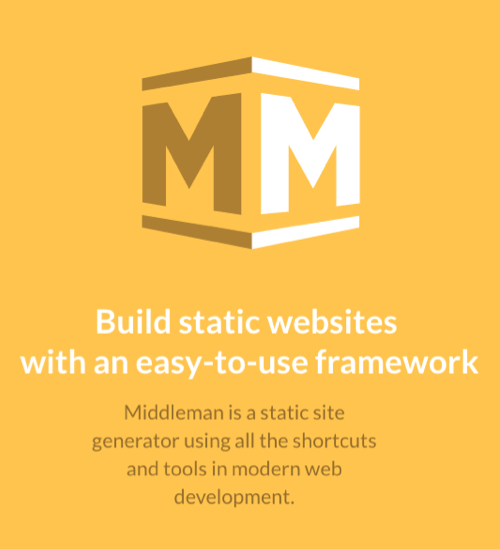 MM
Build static websites
with an easy-to-use framework
Middleman is a static site
generator using all the shortcuts
and tools in modern web
development.